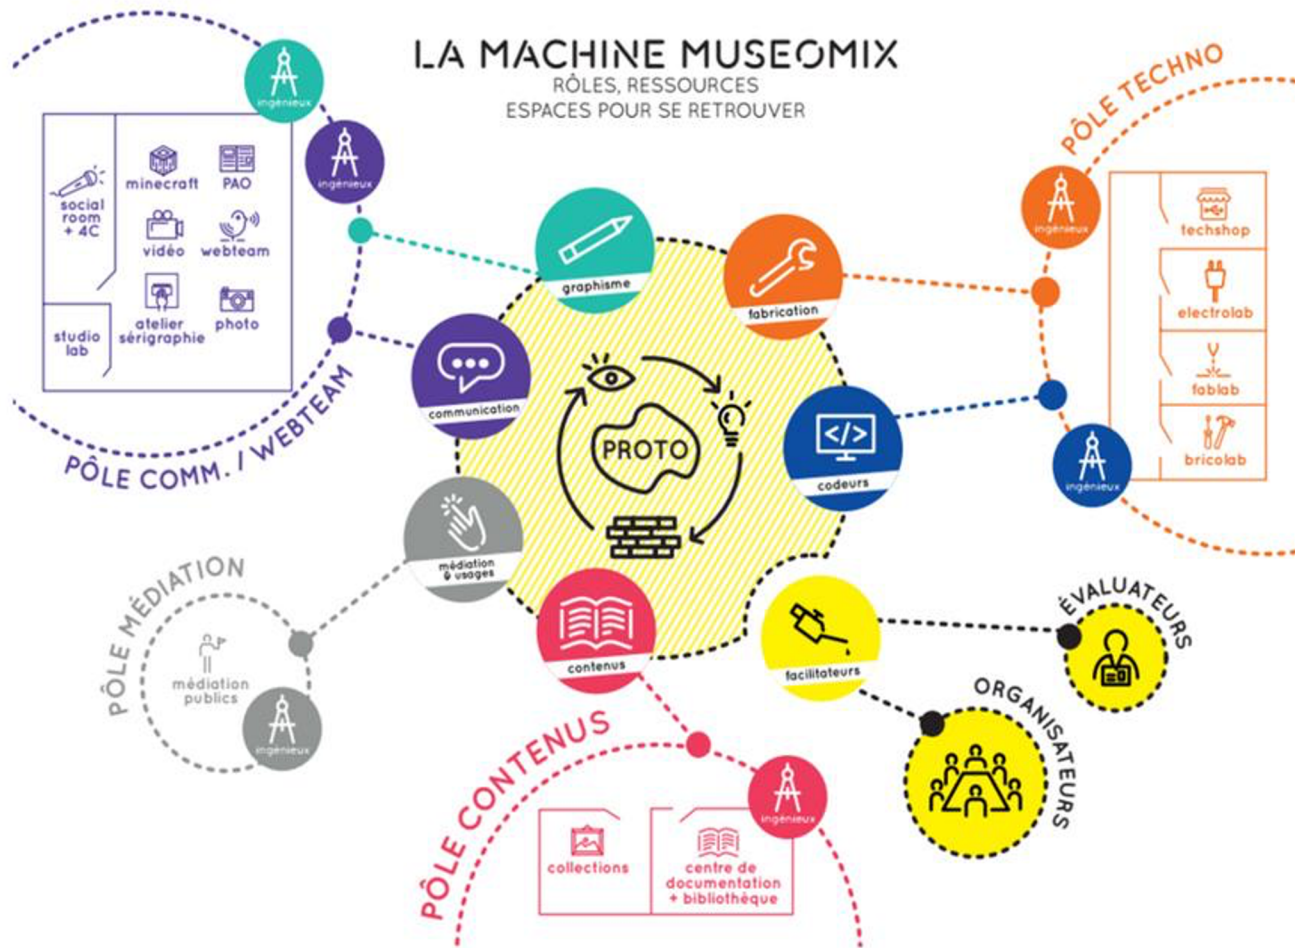 LA MACHINE MUSEOMIX
RÔLES, RESSOURCES
ESPACES POUR SE RETROUVER
ingénieux
ingénieux
social
room
+ 4C
minecraft
PAO
vidéo
webteam
atelier
sérigraphie
photo
studio
lab
PÔLE COMM. / WEBTEAM
graphisme
fabrication
communication
codeurs
PROTO
médiation
& usages
contenus
facilitateurs
PÔLE TECHNO
ingénieux
techshop
electrolab
fablab
bricolab
ingénieux
PÔLE MÉDIATION
médiation
publics
ingénieux
PÔLE CONTENUS
ingénieux
collections
centre de
documentation
+ bibliothèque
ÉVALUATEURS
ORGANISATEURS